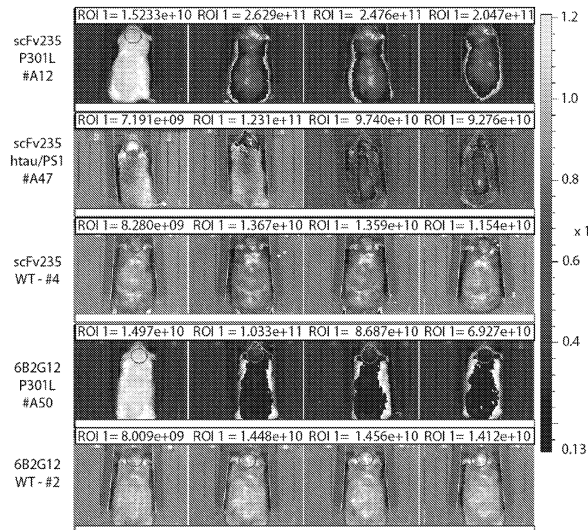 scFv235
P301L
#A12
ROI 1= 1.5233e+10 ROI 1= 2.629e+11 ROI 1= 2.476e+11 ROI 1= 2.047e+11
scFv235
htau/PS1
#A47
ROI 1= 7.191e+09 ROI 1= 1.231e+11 ROI 1= 9.740e+10 ROI 1= 9.276e+10
scFv235
WT - #4
ROI 1= 8.280e+09 ROI 1= 1.367e+10 ROI 1= 1.359e+10 ROI 1= 1.154e+10
6B2G12
P301L
#A50
ROI 1= 1.497e+10 ROI 1= 1.033e+11 ROI 1= 8.687e+10 ROI 1= 6.927e+10
6B2G12
WT - #2
ROI 1= 8.009e+09 ROI 1= 1.448e+10 ROI 1= 1.456e+10 ROI 1= 1.412e+10
1.2
1.0
0.8
x 1
0.6
0.4
0.13